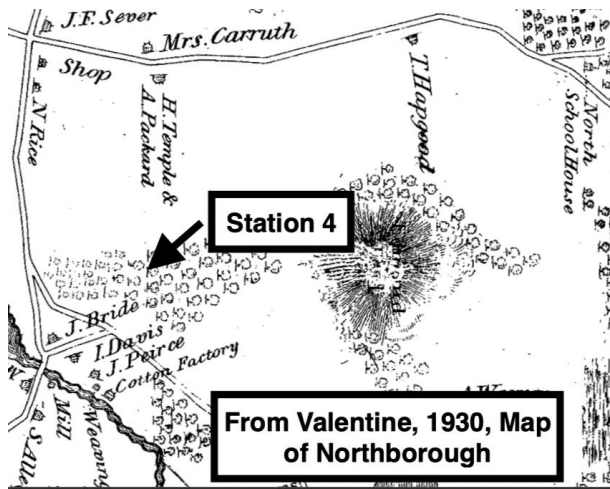 J.F. Sever
Mrs. Carruth
Shop
N Rice
H. Temple &
A. Packard
T. Hapgood
North
School House
Station 4
J. Bride
I. Davis
J. Peirce
Cotton Factory
Mill
From Valentine, 1930, Map
of Northborough